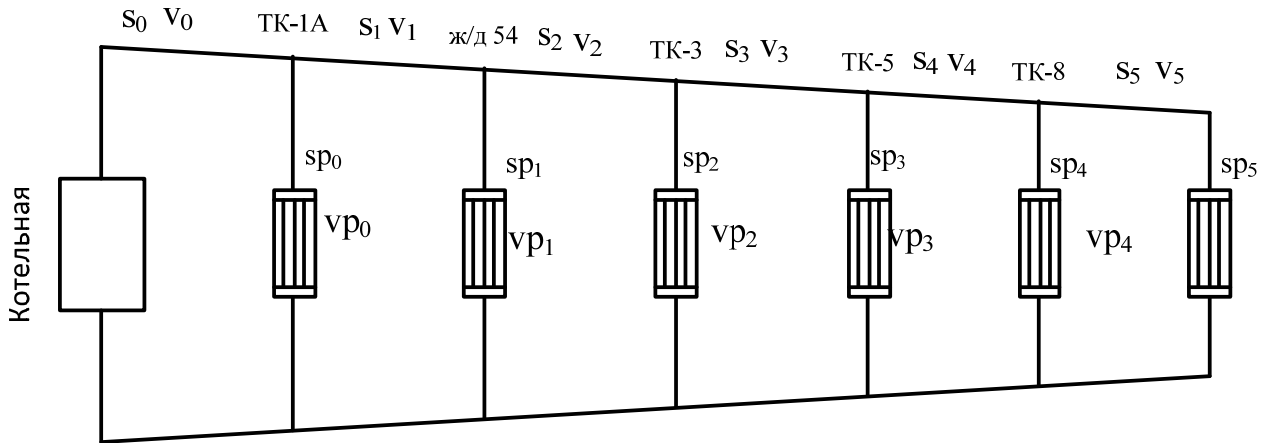 s₀ v₀ ТК-1А s₁ v₁ ж/д 54 s₂ v₂ ТК-3 s₃ v₃ ТК-5 s₄ v₄ ТК-8 s₅ v₅
sp₀ sp₁ sp₂ sp₃ sp₄ sp₅
vp₀ vp₁ vp₂ vp₃ vp₄
Котельная